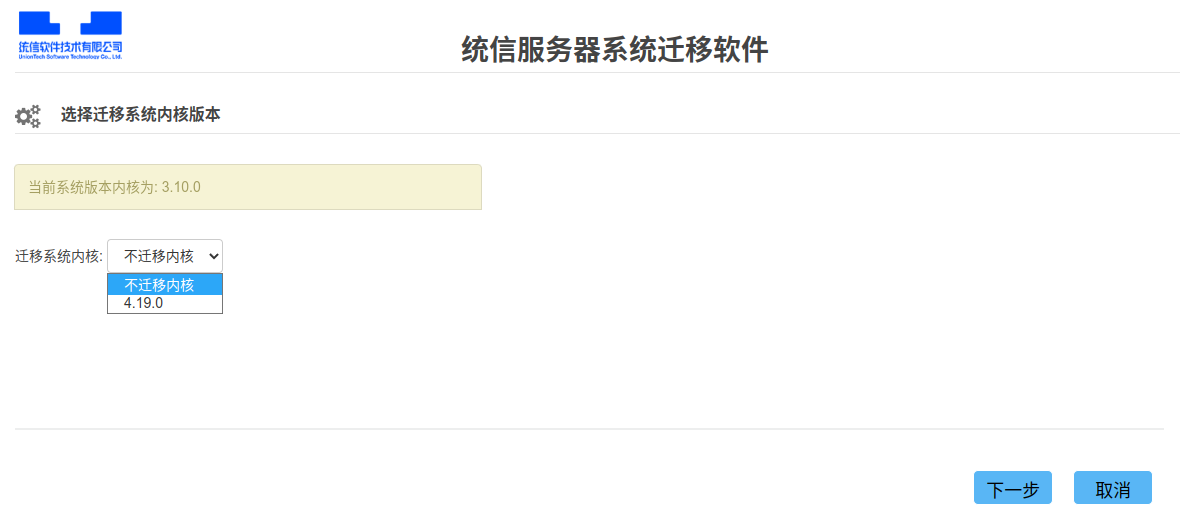 统信软件技术有限公司
UnionTech Software Technology Co., Ltd.
统信服务器系统迁移软件
选择迁移系统内核版本
当前系统版本内核为: 3.10.0
迁移系统内核: 不迁移内核
不迁移内核
4.19.0
下一步 取消